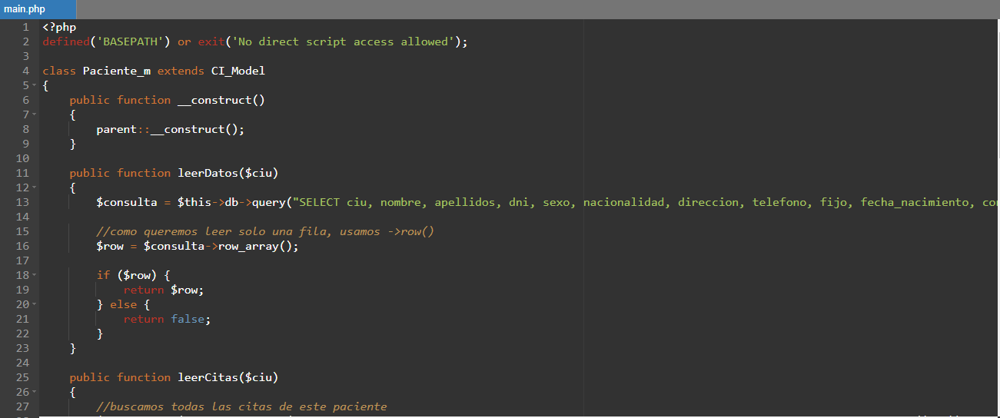 main.php
1 <?php
2 defined('BASEPATH') or exit('No direct script access allowed');
3
4 class Paciente_m extends CI_Model
5 {
6 public function __construct()
7 {
8 parent::__construct();
9 }
10
11 public function leerDatos($ciu)
12 {
13 $consulta = $this->db->query("SELECT ciu, nombre, apellidos, dni, sexo, nacionalidad, direccion, telefono, fijo, fecha_nacimiento,
14
15 //como queremos leer solo una fila, usamos ->row()
16 $row = $consulta->row_array();
17
18 if ($row) {
19 return $row;
20 } else {
21 return false;
22 }
23 }
24
25 public function leerCitas($ciu)
26 {
27 //buscamos todas las citas de este paciente